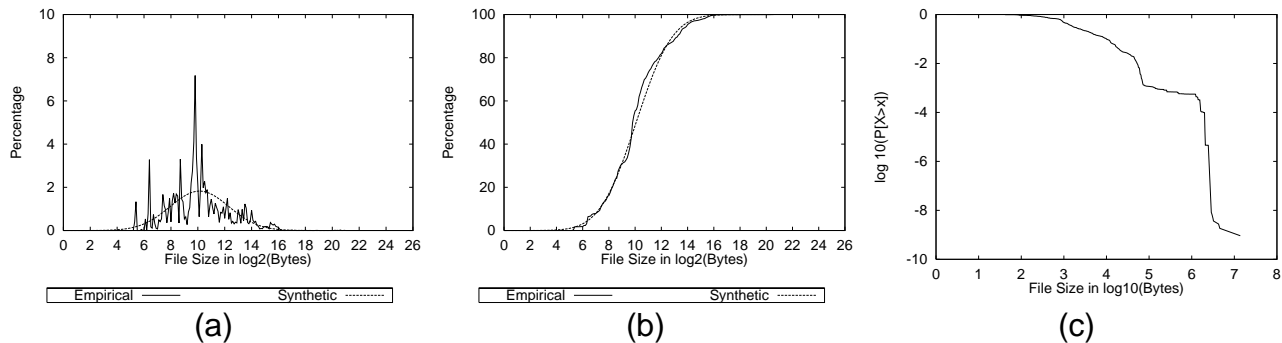 10
8
6
4
2
0
Percentage
0 2 4 6 8 10 12 14 16 18 20 22 24 26
File Size in log2(Bytes)
Empirical
Synthetic
(a)
100
80
60
40
20
0
Percentage
0 2 4 6 8 10 12 14 16 18 20 22 24 26
File Size in log2(Bytes)
Empirical
Synthetic
(b)
0
-2
-4
-6
-8
-10
log 10(P[X>x])
0 1 2 3 4 5 6 7 8
File Size in log10(Bytes)
(c)